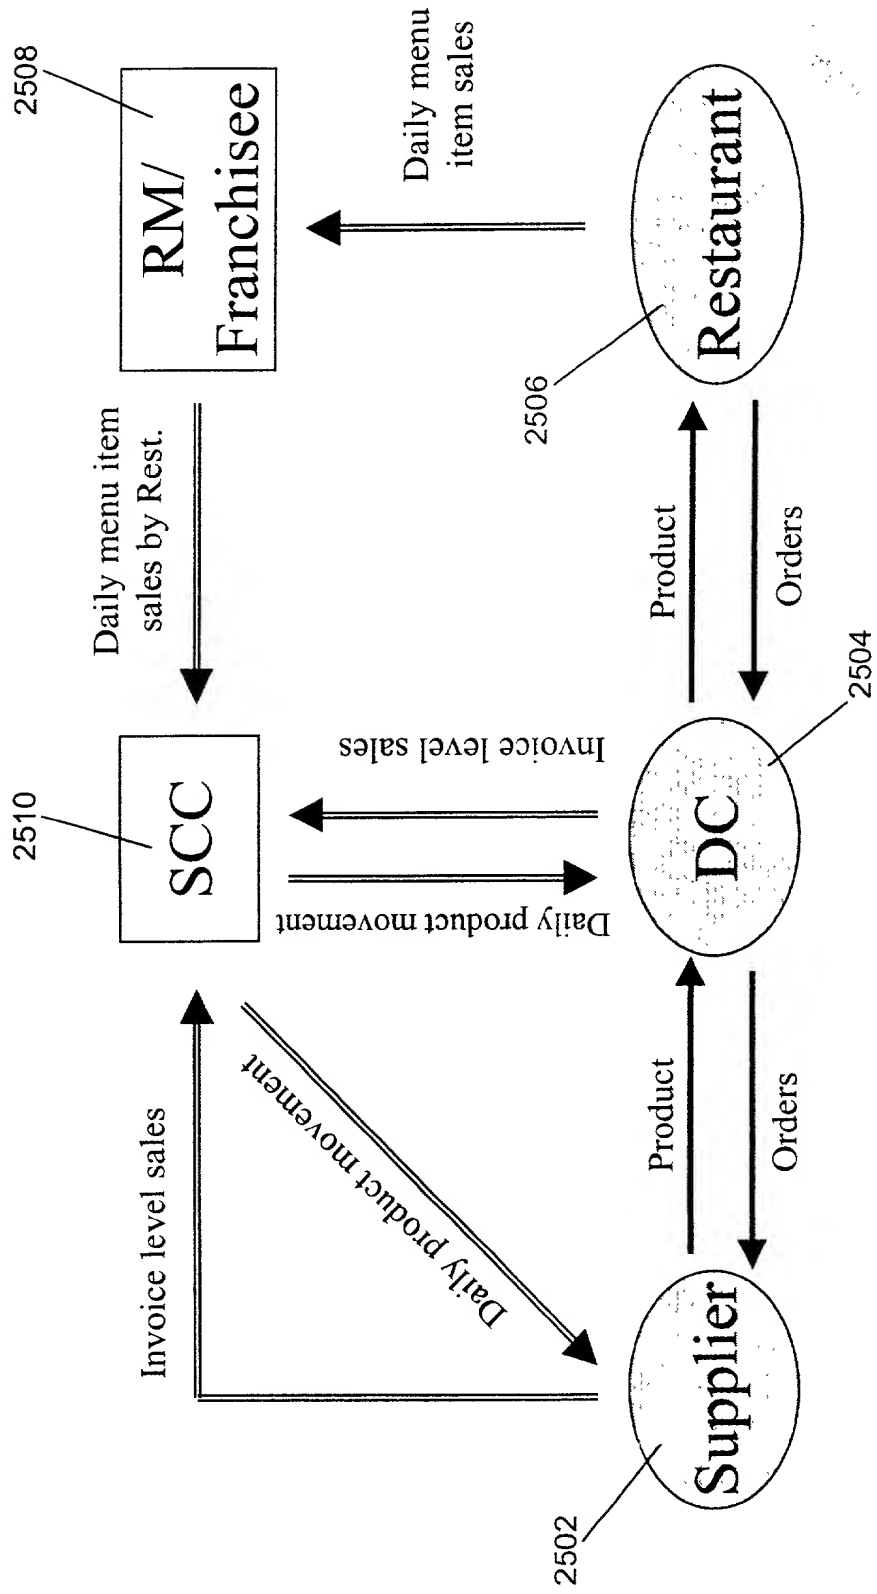 2510
2508
SCC
RM/
Franchisee
Daily menu item
sales by Rest.
Invoice level sales
Daily product movement
Daily product movement
Invoice level sales
Daily menu
item sales
2502
Supplier
Product
Orders
DC
2504
Product
Orders
2506
Restaurant